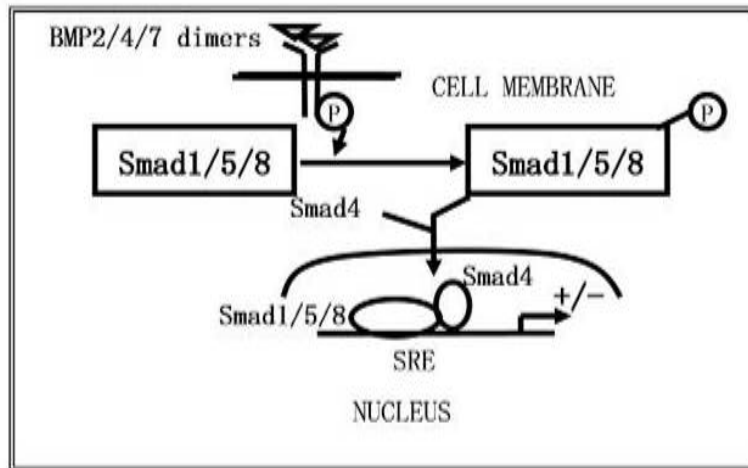 BMP2/4/7 dimers
CELL MEMBRANE
P
P
Smad1/5/8
Smad1/5/8
Smad4
Smad4
+/-
Smad1/5/8
SRE
NUCLEUS